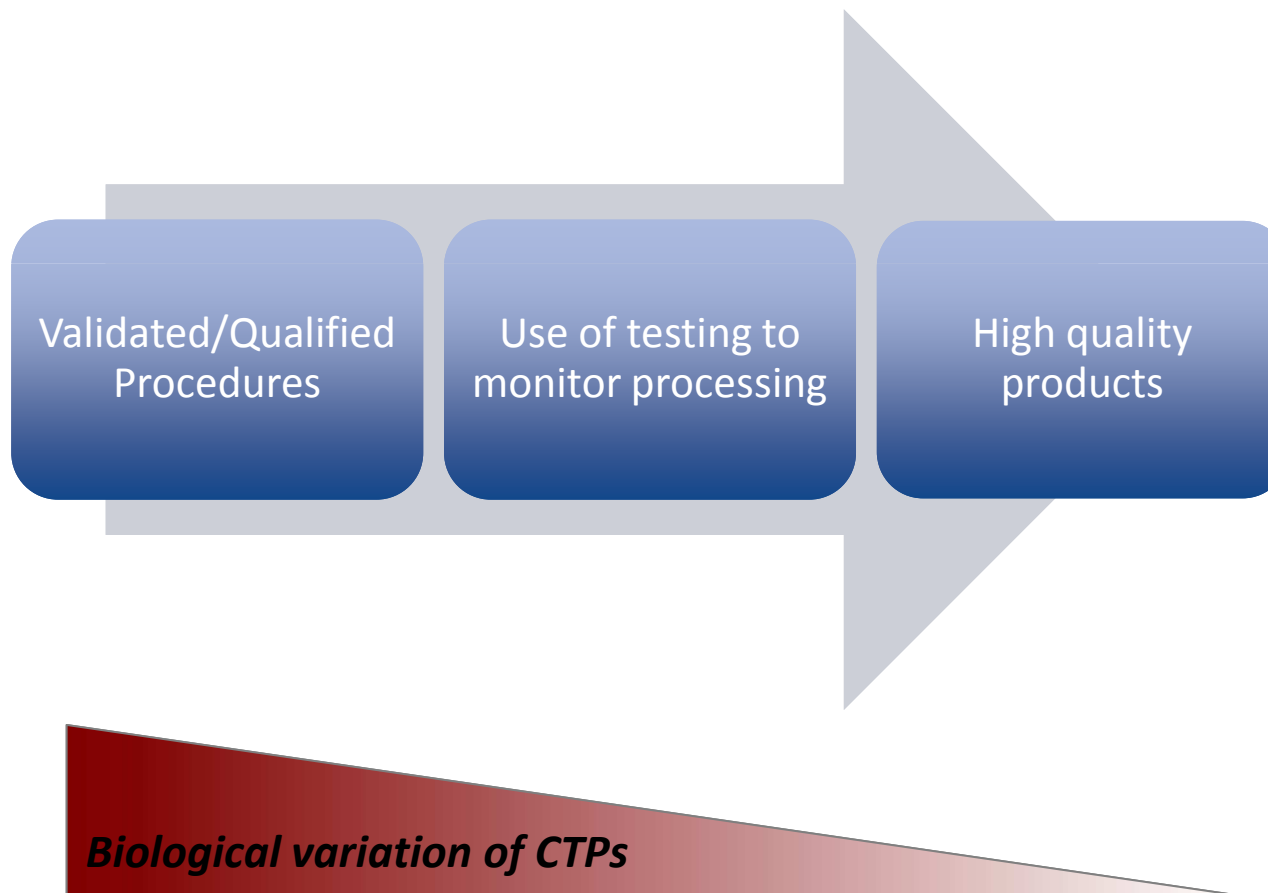 Validated/Qualified
Procedures
Use of testing to
monitor processing
High quality
products
Biological variation of CTPs